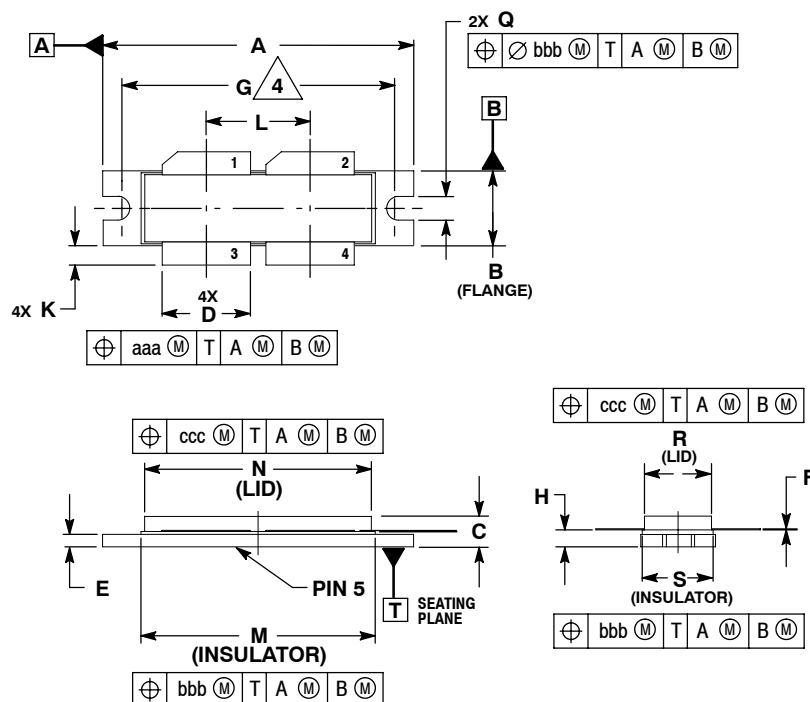 A
A
2X Q
⌖ ⌀ bbb Ⓜ T A Ⓜ B Ⓜ
G 4
L
B
1 2
3 4
B
(FLANGE)
4X K
4X
D
⌖ aaa Ⓜ T A Ⓜ B Ⓜ
⌖ ccc Ⓜ T A Ⓜ B Ⓜ
N
(LID)
C
E
PIN 5
T SEATING
PLANE
M
(INSULATOR)
⌖ bbb Ⓜ T A Ⓜ B Ⓜ
⌖ ccc Ⓜ T A Ⓜ B Ⓜ
R
(LID)
H
S
(INSULATOR)
⌖ bbb Ⓜ T A Ⓜ B Ⓜ